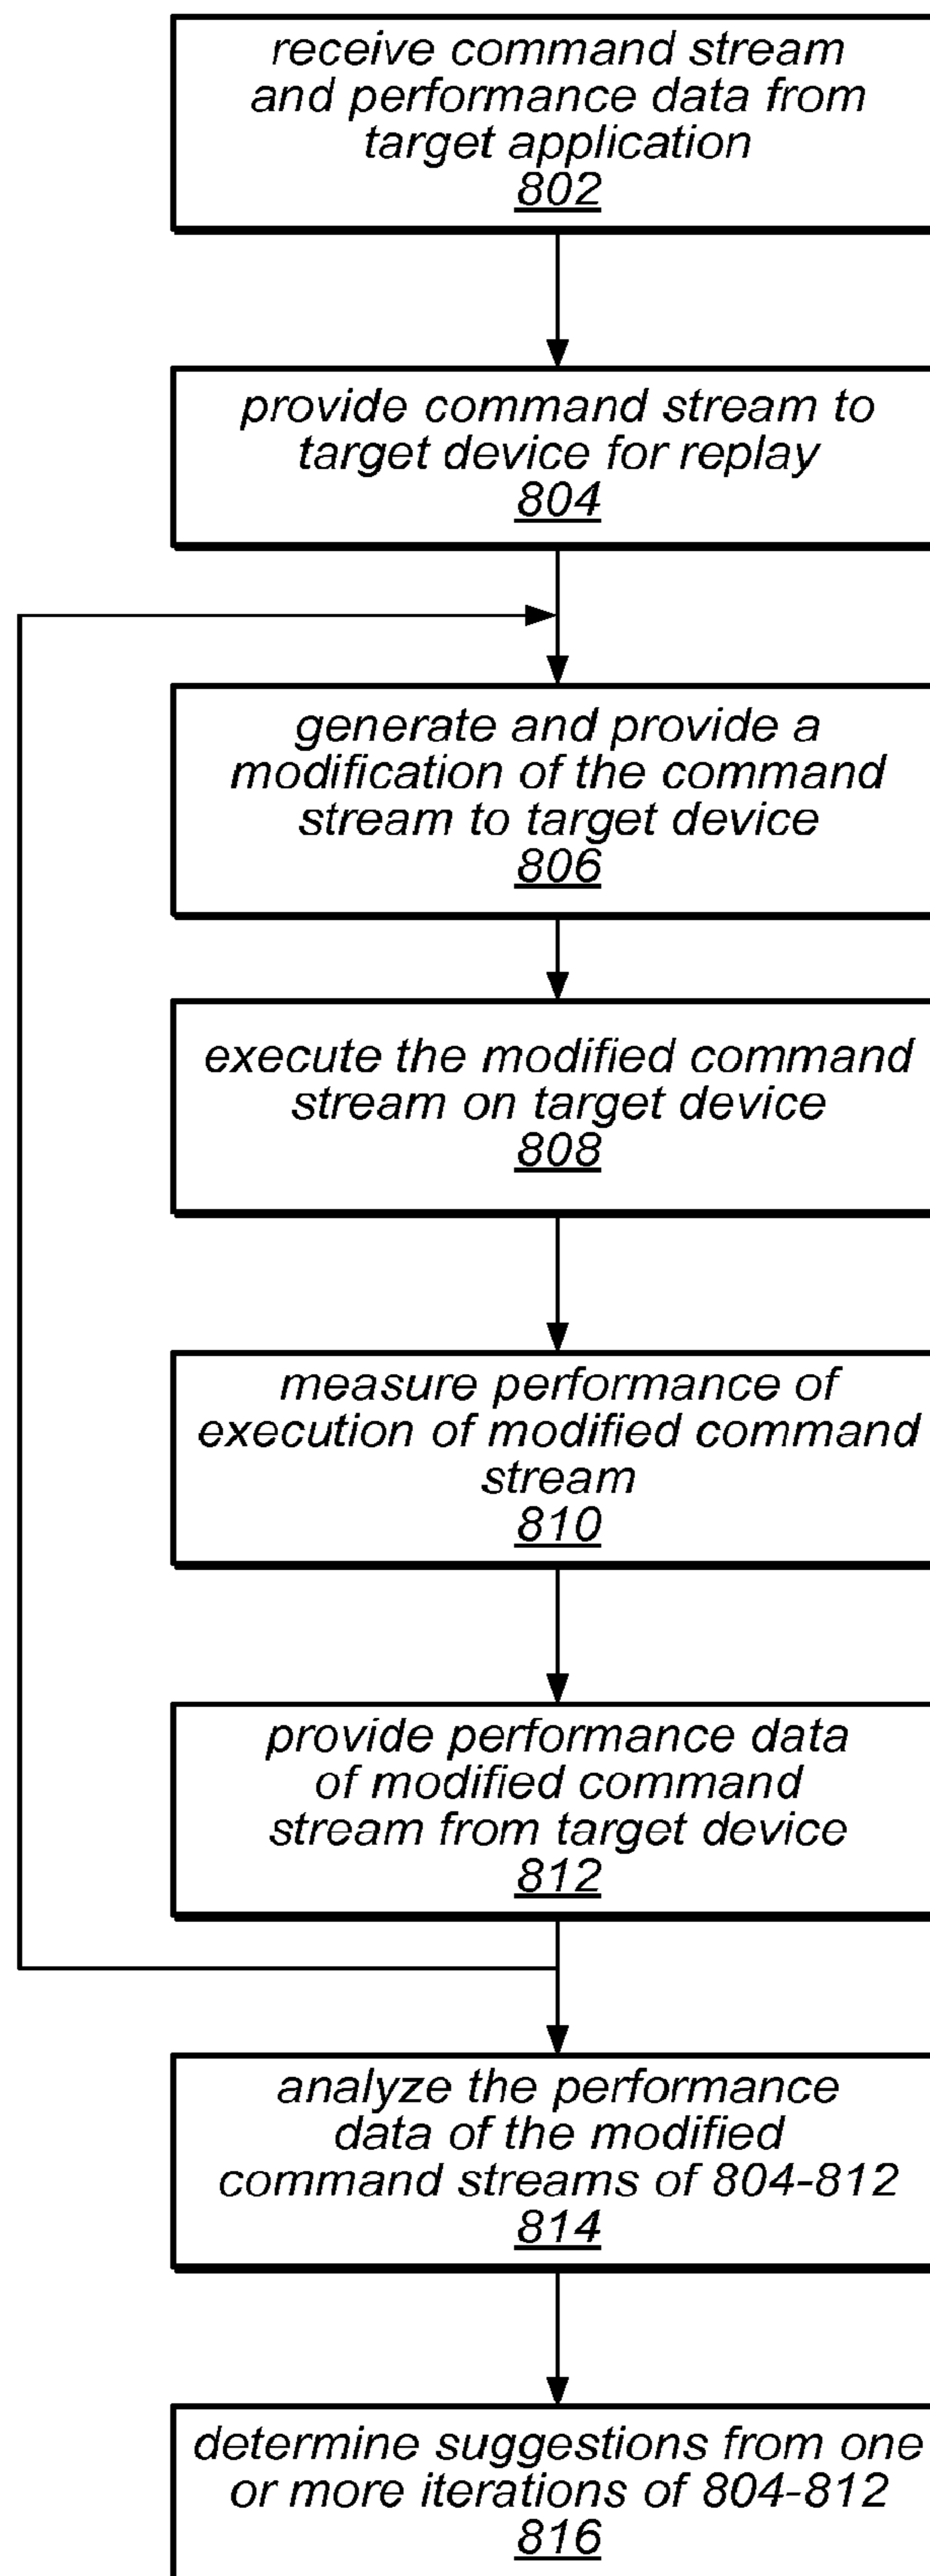 receive command stream
and performance data from
target application
802
provide command stream to
target device for replay
804
generate and provide a
modification of the command
stream to target device
806
execute the modified command
stream on target device
808
measure performance of
execution of modified command
stream
810
provide performance data
of modified command
stream from target device
812
analyze the performance
data of the modified
command streams of 804-812
814
determine suggestions from one
or more iterations of 804-812
816